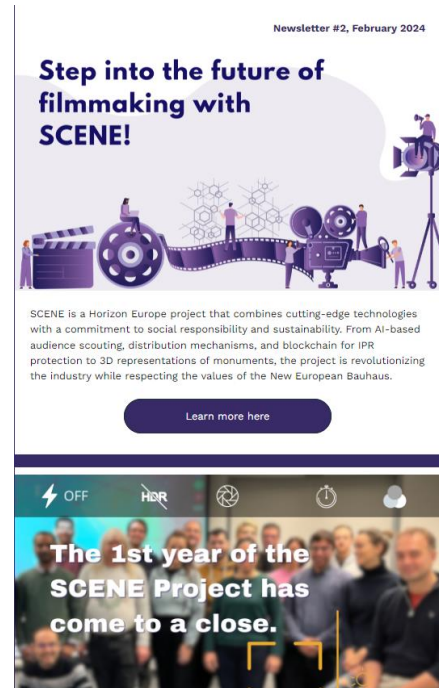 Newsletter #2, February 2024
Step into the future of
filmmaking with
SCENE!
SCENE is a Horizon Europe project that combines cutting-edge technologies
with a commitment to social responsibility and sustainability. From AI-based
audience scouting, distribution mechanisms, and blockchain for IPR
protection to 3D representations of monuments, the project is revolutionizing
the industry while respecting the values of the New European Bauhaus.
Learn more here
OFF
HDR
The 1st year of the
SCENE Project has
come to a close.